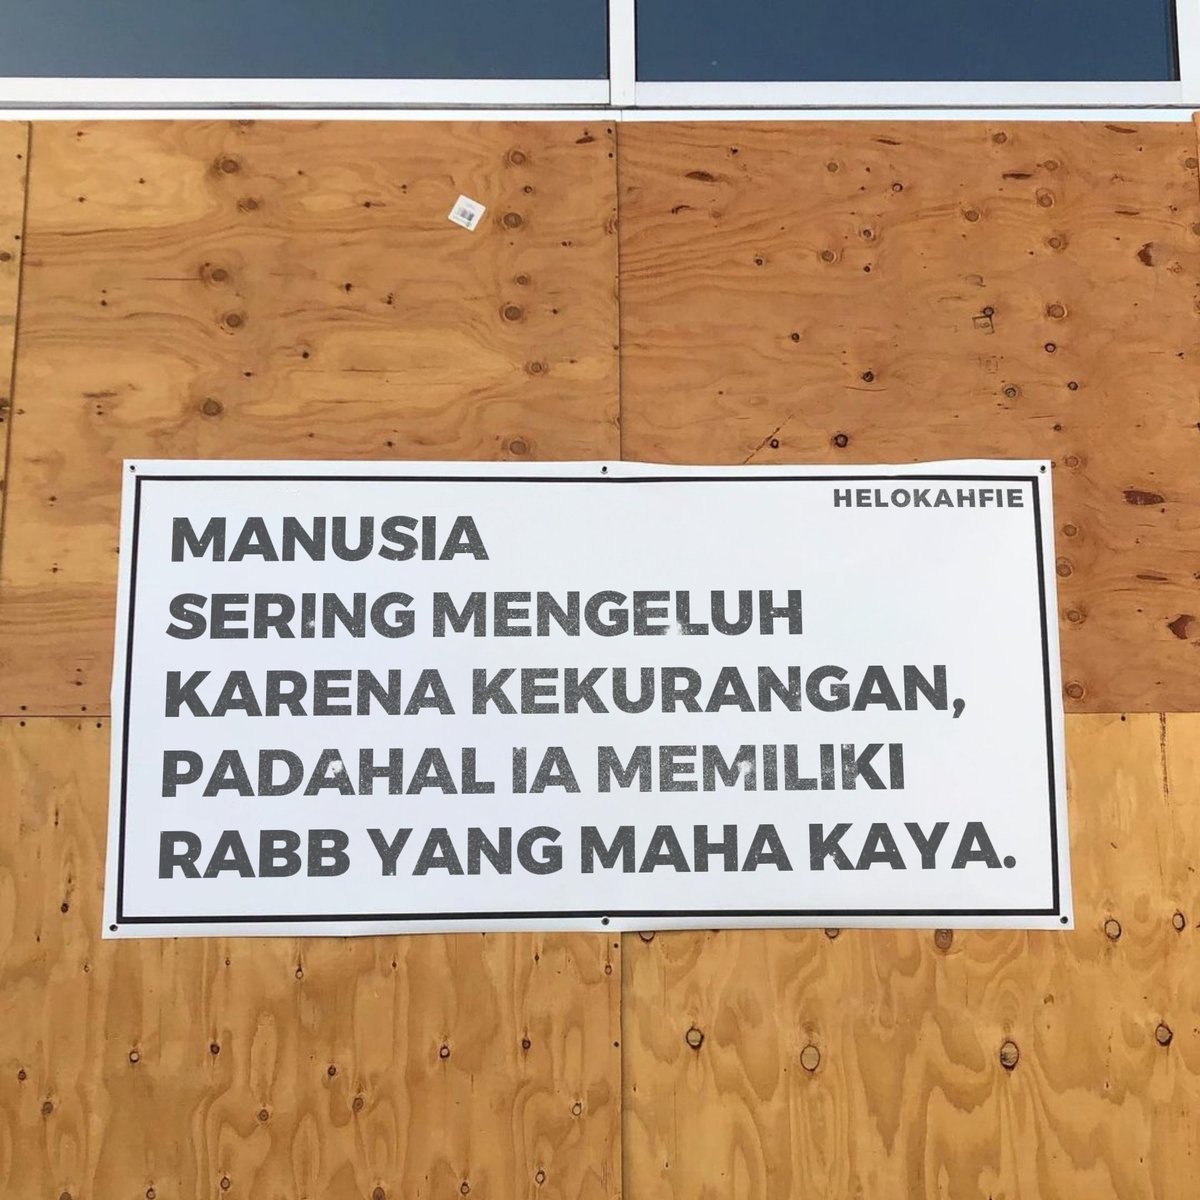 HELOKAHFIE
MANUSIA
SERING MENGELUH
KARENA KEKURANGAN,
PADAHAL IA MEMILIKI
RABB YANG MAHA KAYA.